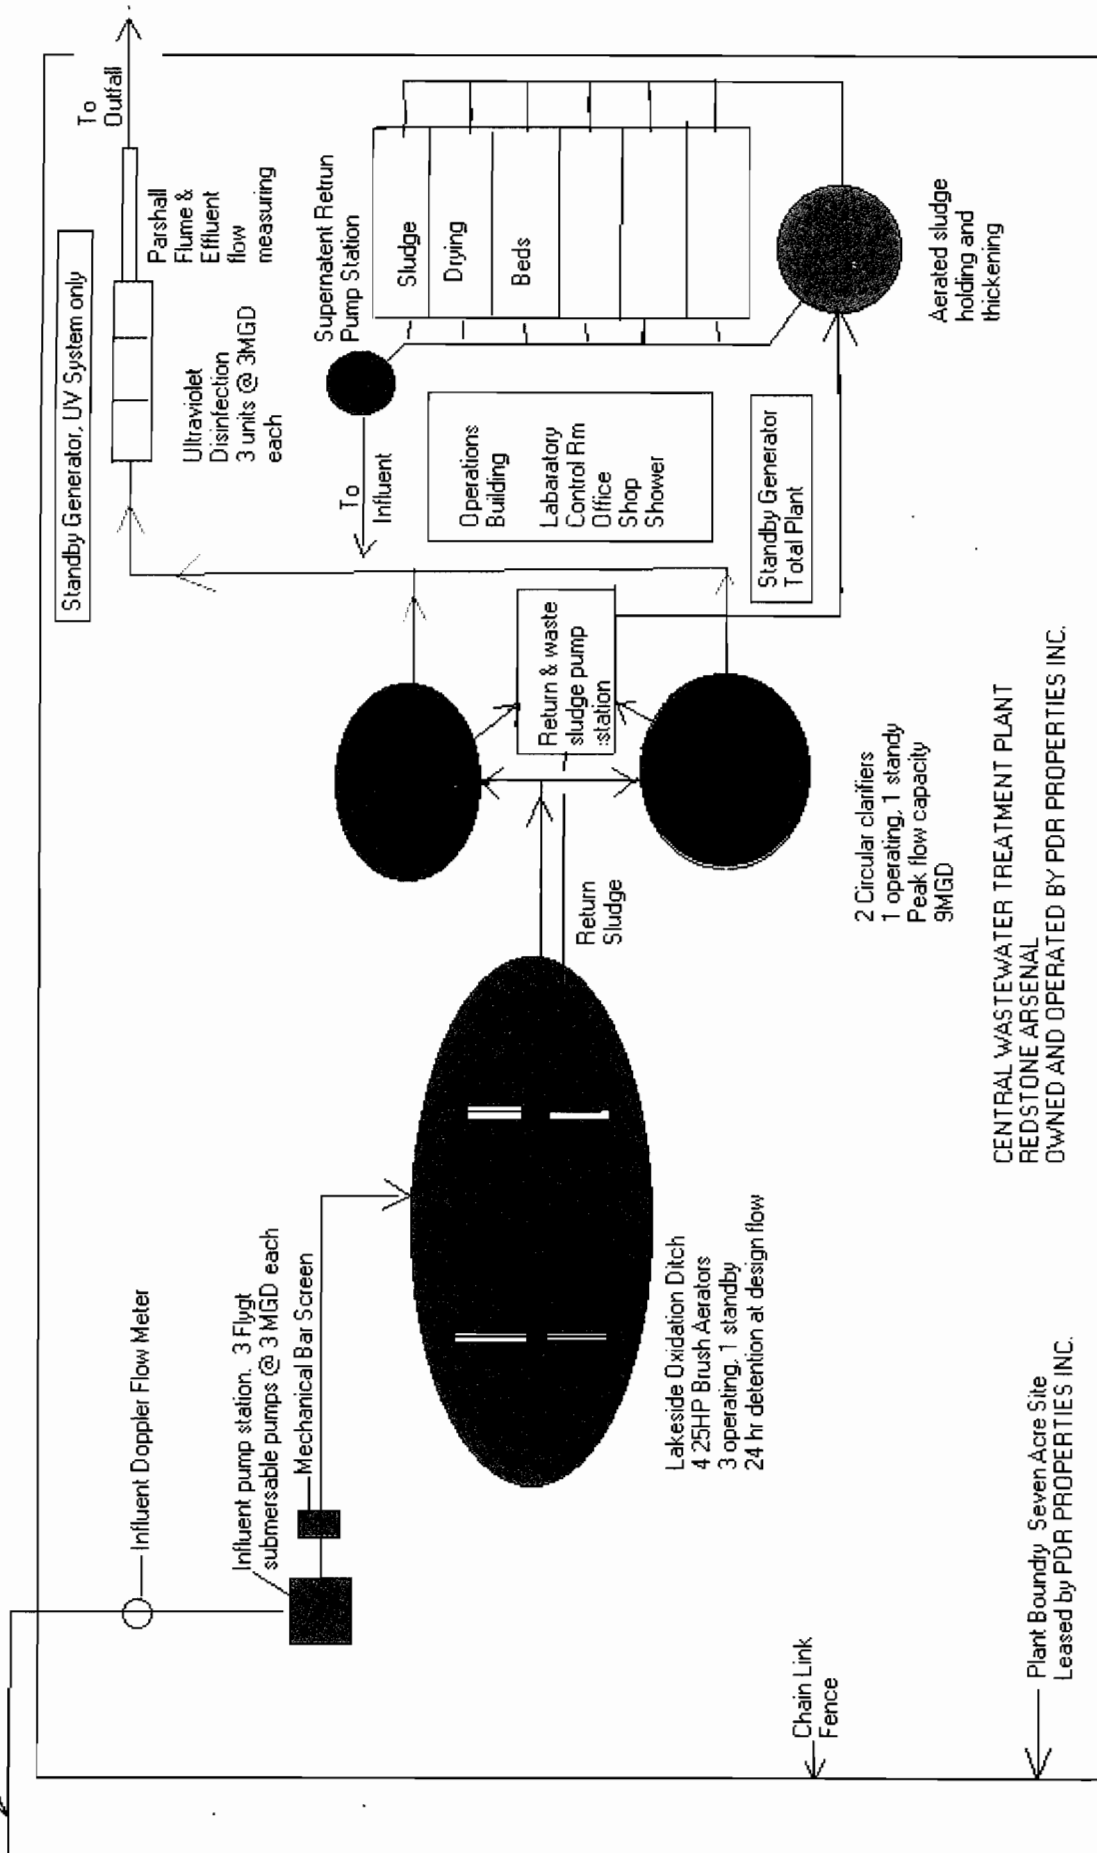 Influent Doppler Flow Meter
Influent pump station. 3 Flygt
submersable pumps @ 3 MGD each
Mechanical Bar Screen
Lakeside Oxidation Ditch
4 25HP Brush Aerators
3 operating, 1 standby
24 hr detention at design flow
Return
Sludge
2 Circular clarifiers
1 operating, 1 standy
Peak flow capacity
9MGD
Return & waste
sludge pump
station
Standby Generator, UV System only
Ultraviolet
Disinfection
3 units @ 3MGD
each
Parshall
Flume &
Effluent
flow
measuring
To
Outfall
Supernatent Retrun
Pump Station
To
Influent
Operations
Building
Labaratory
Control Rm
Office
Shop
Shower
Sludge
Drying
Beds
Standby Generator
Total Plant
Aerated sludge
holding and
thickening
Chain Link
Fence
Plant Boundry Seven Acre Site
Leased by PDR PROPERTIES INC.
CENTRAL WASTEWATER TREATMENT PLANT
REDSTONE ARSENAL
OWNED AND OPERATED BY PDR PROPERTIES INC.